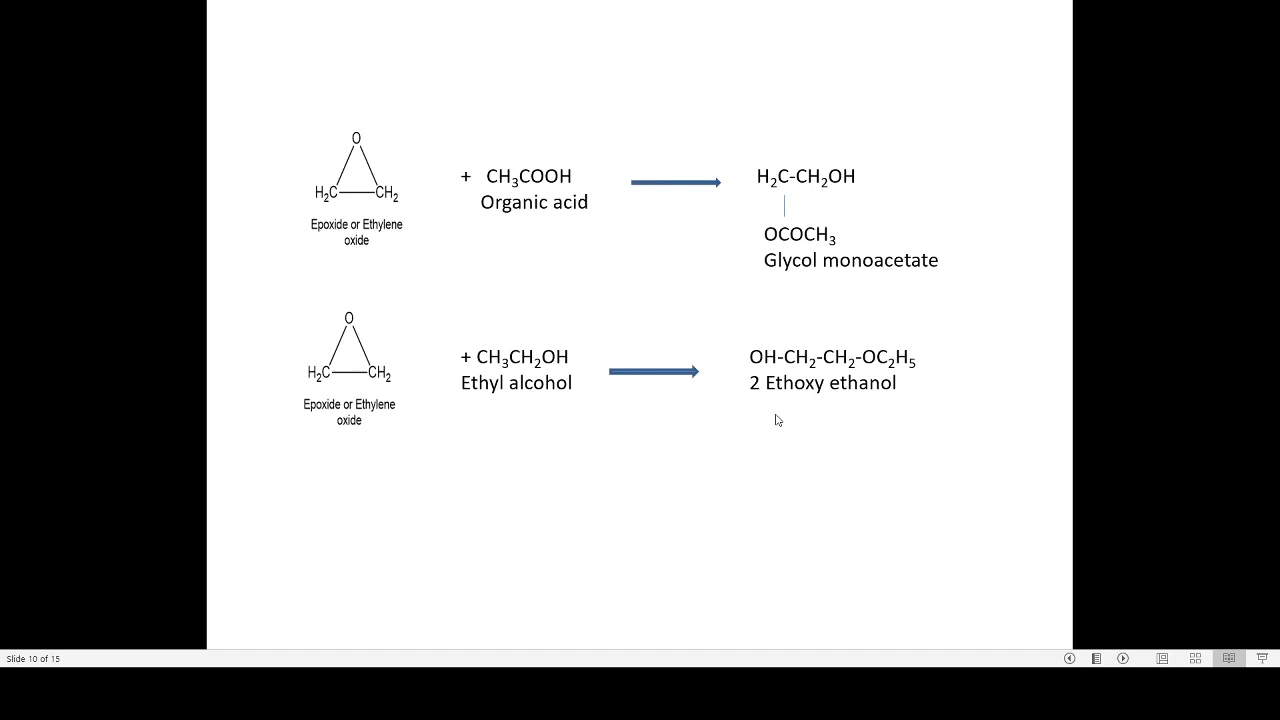 O
H₂C CH₂
Epoxide or Ethylene
oxide
+ CH₃COOH
Organic acid
H₂C-CH₂OH
OCOCH₃
Glycol monoacetate
O
H₂C CH₂
Epoxide or Ethylene
oxide
+ CH₃CH₂OH
Ethyl alcohol
OH-CH₂-CH₂-OC₂H₅
2 Ethoxy ethanol
Slide 10 of 15